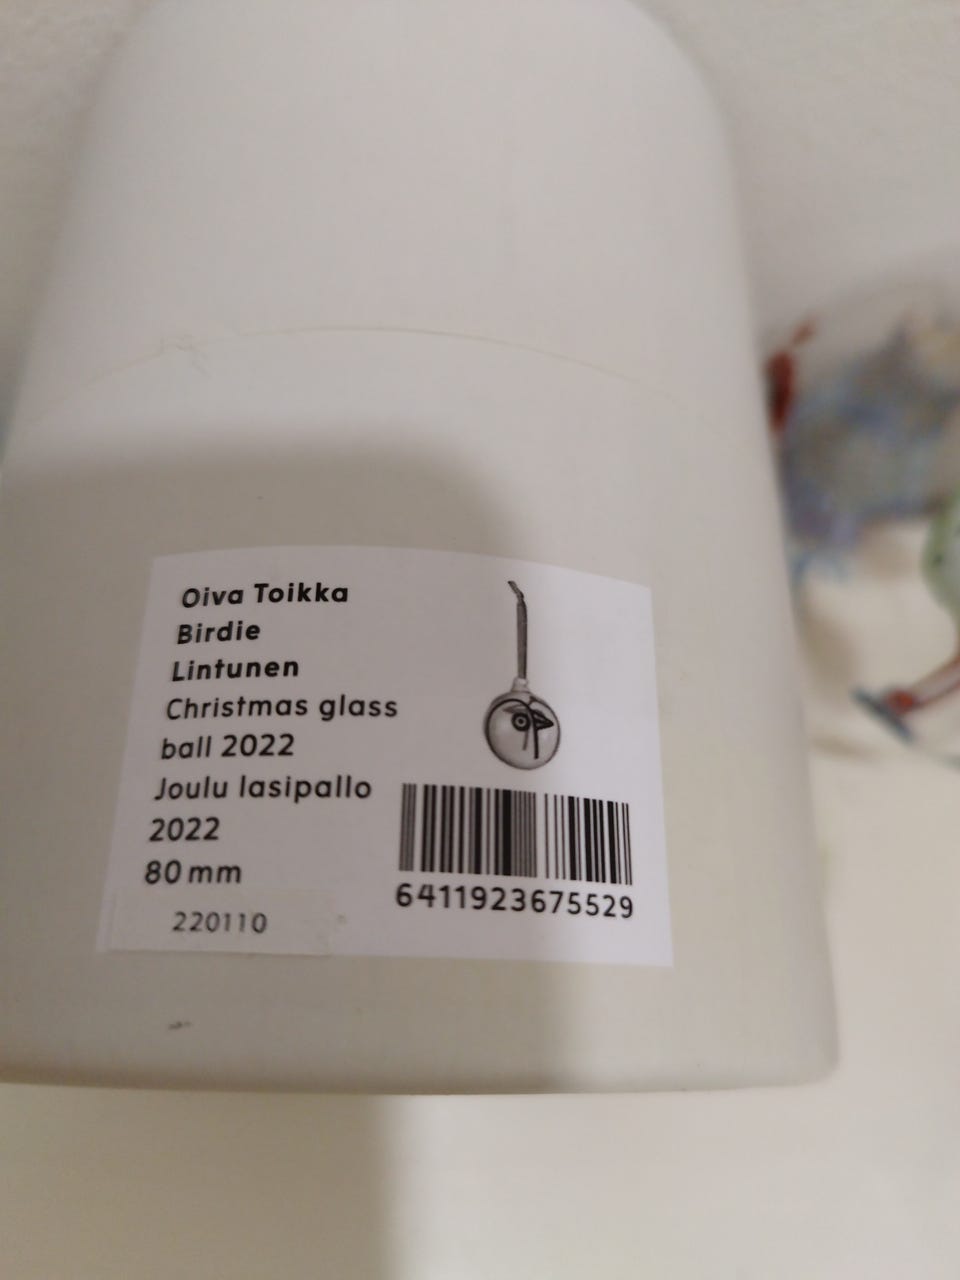 Oiva Toikka
Birdie
Lintunen
Christmas glass
ball 2022
Joulu lasipallo
2022
80 mm
220110
6411923675529